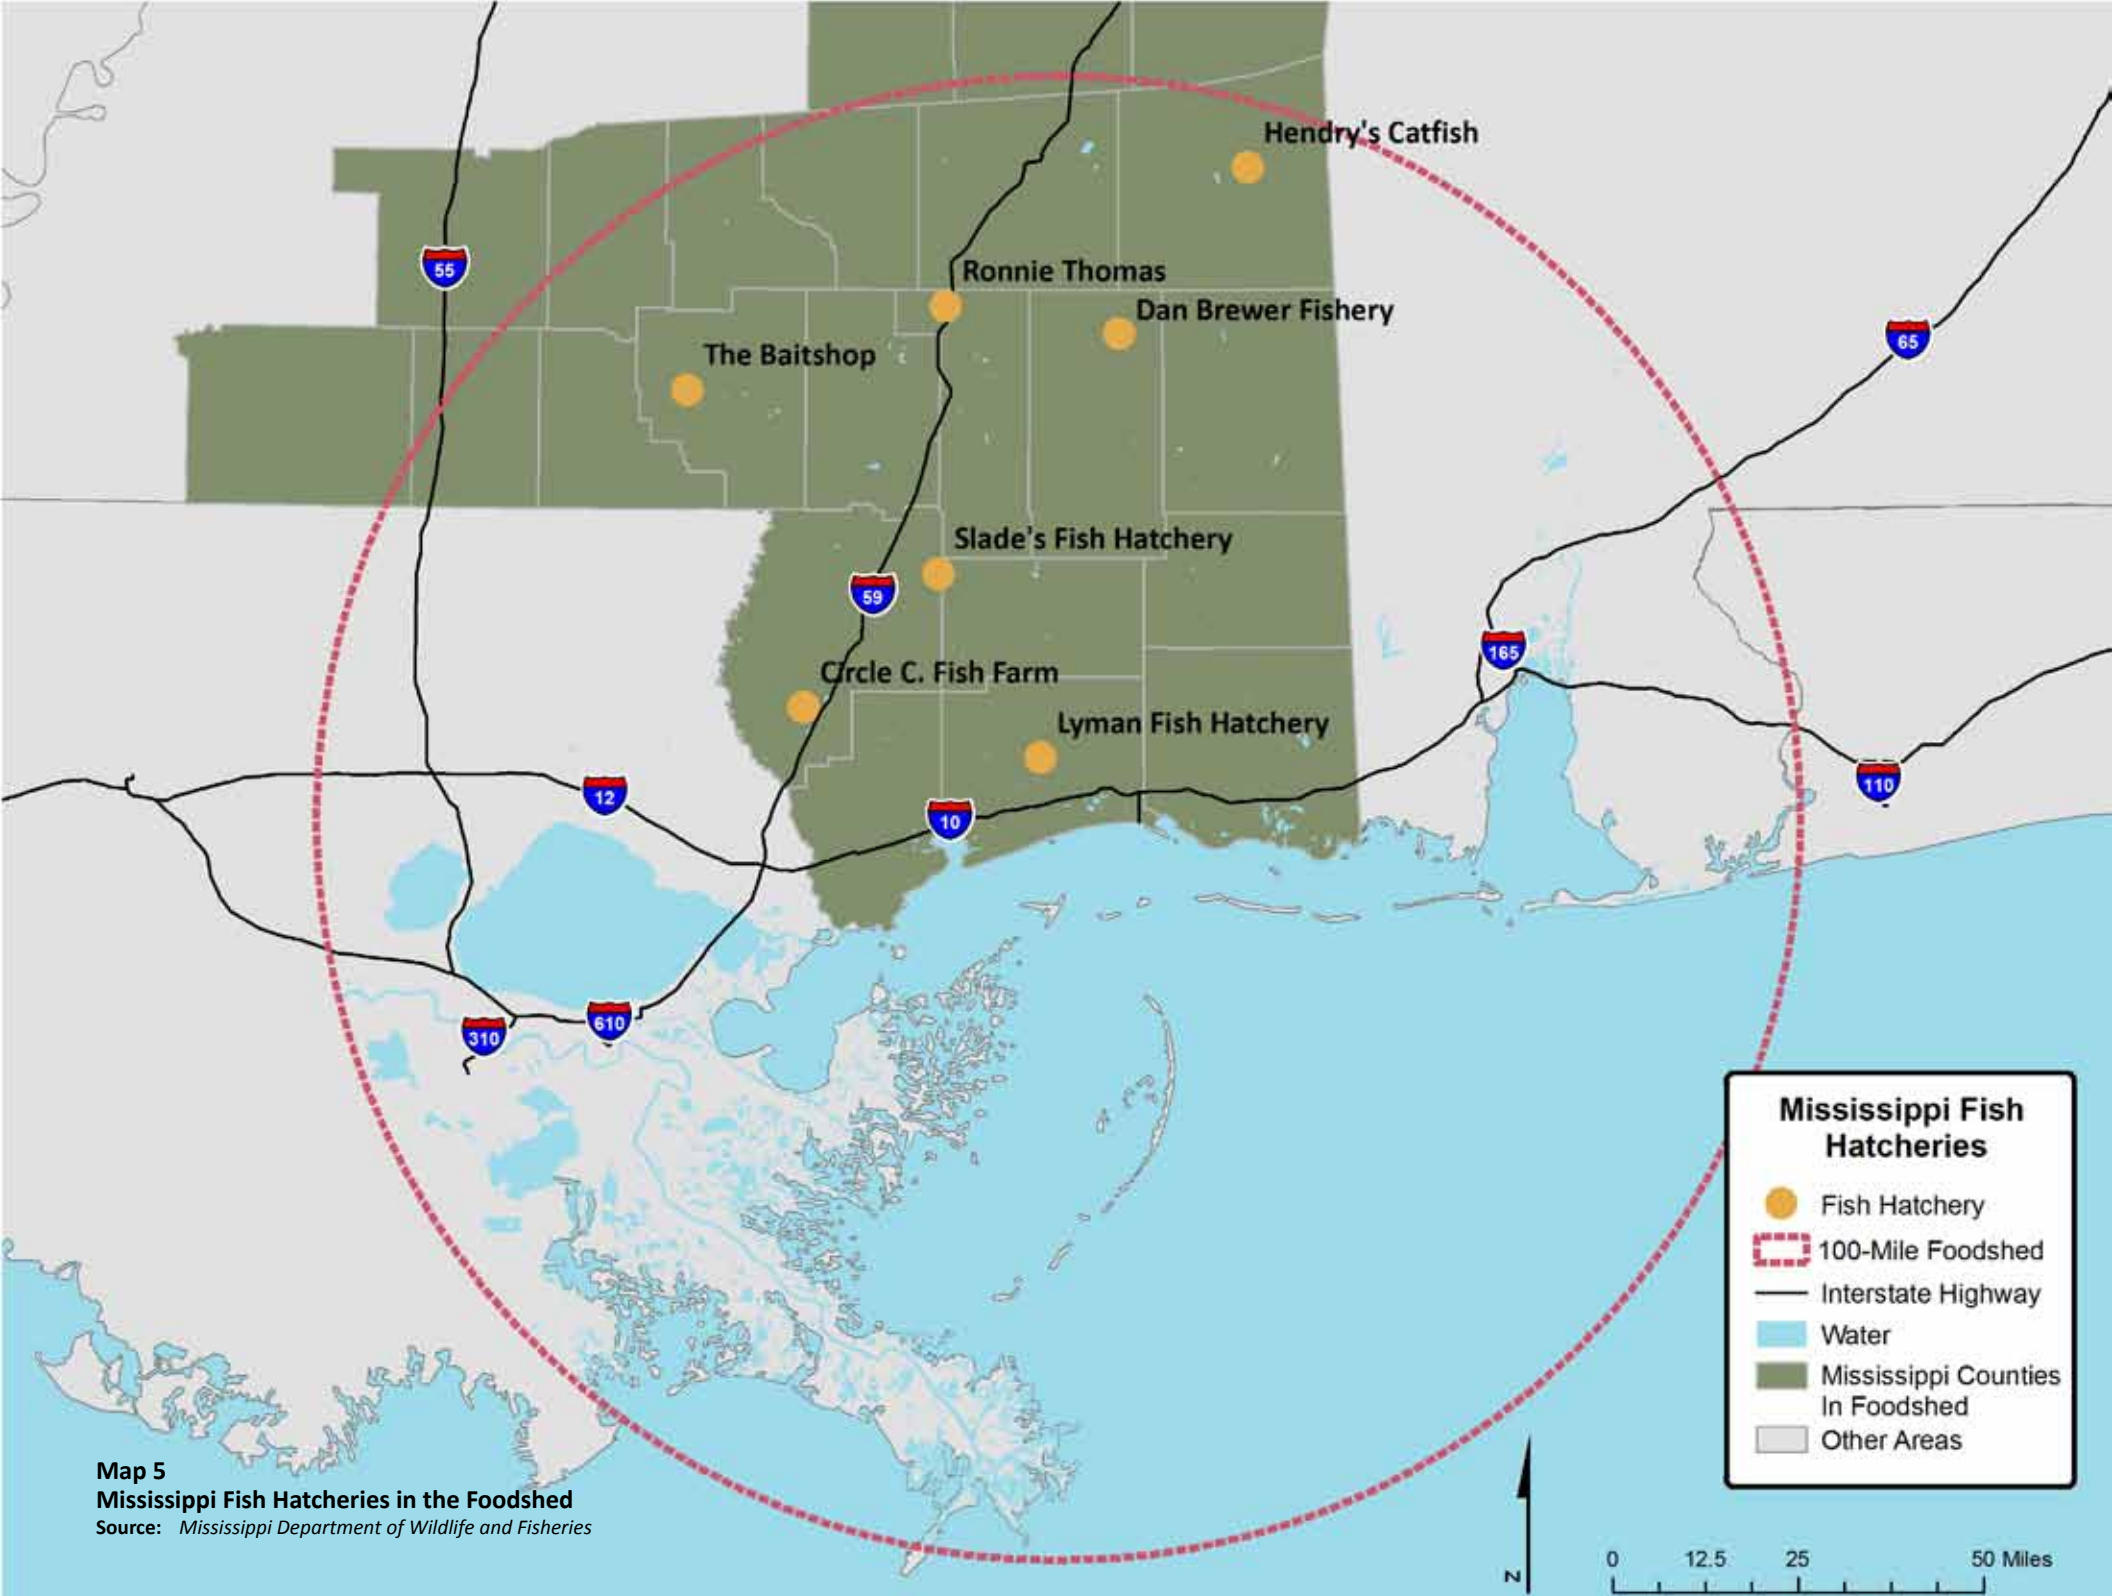 Hendry's Catfish
55
Ronnie Thomas
Dan Brewer Fishery
65
The Baitshop
Slade's Fish Hatchery
59
165
Circle C. Fish Farm
Lyman Fish Hatchery
12
10
110
310
610
Mississippi Fish
Hatcheries
Fish Hatchery
100-Mile Foodshed
Interstate Highway
Water
Mississippi Counties
In Foodshed
Other Areas
Map 5
Mississippi Fish Hatcheries in the Foodshed
Source: Mississippi Department of Wildlife and Fisheries
N
0 12.5 25 50 Miles